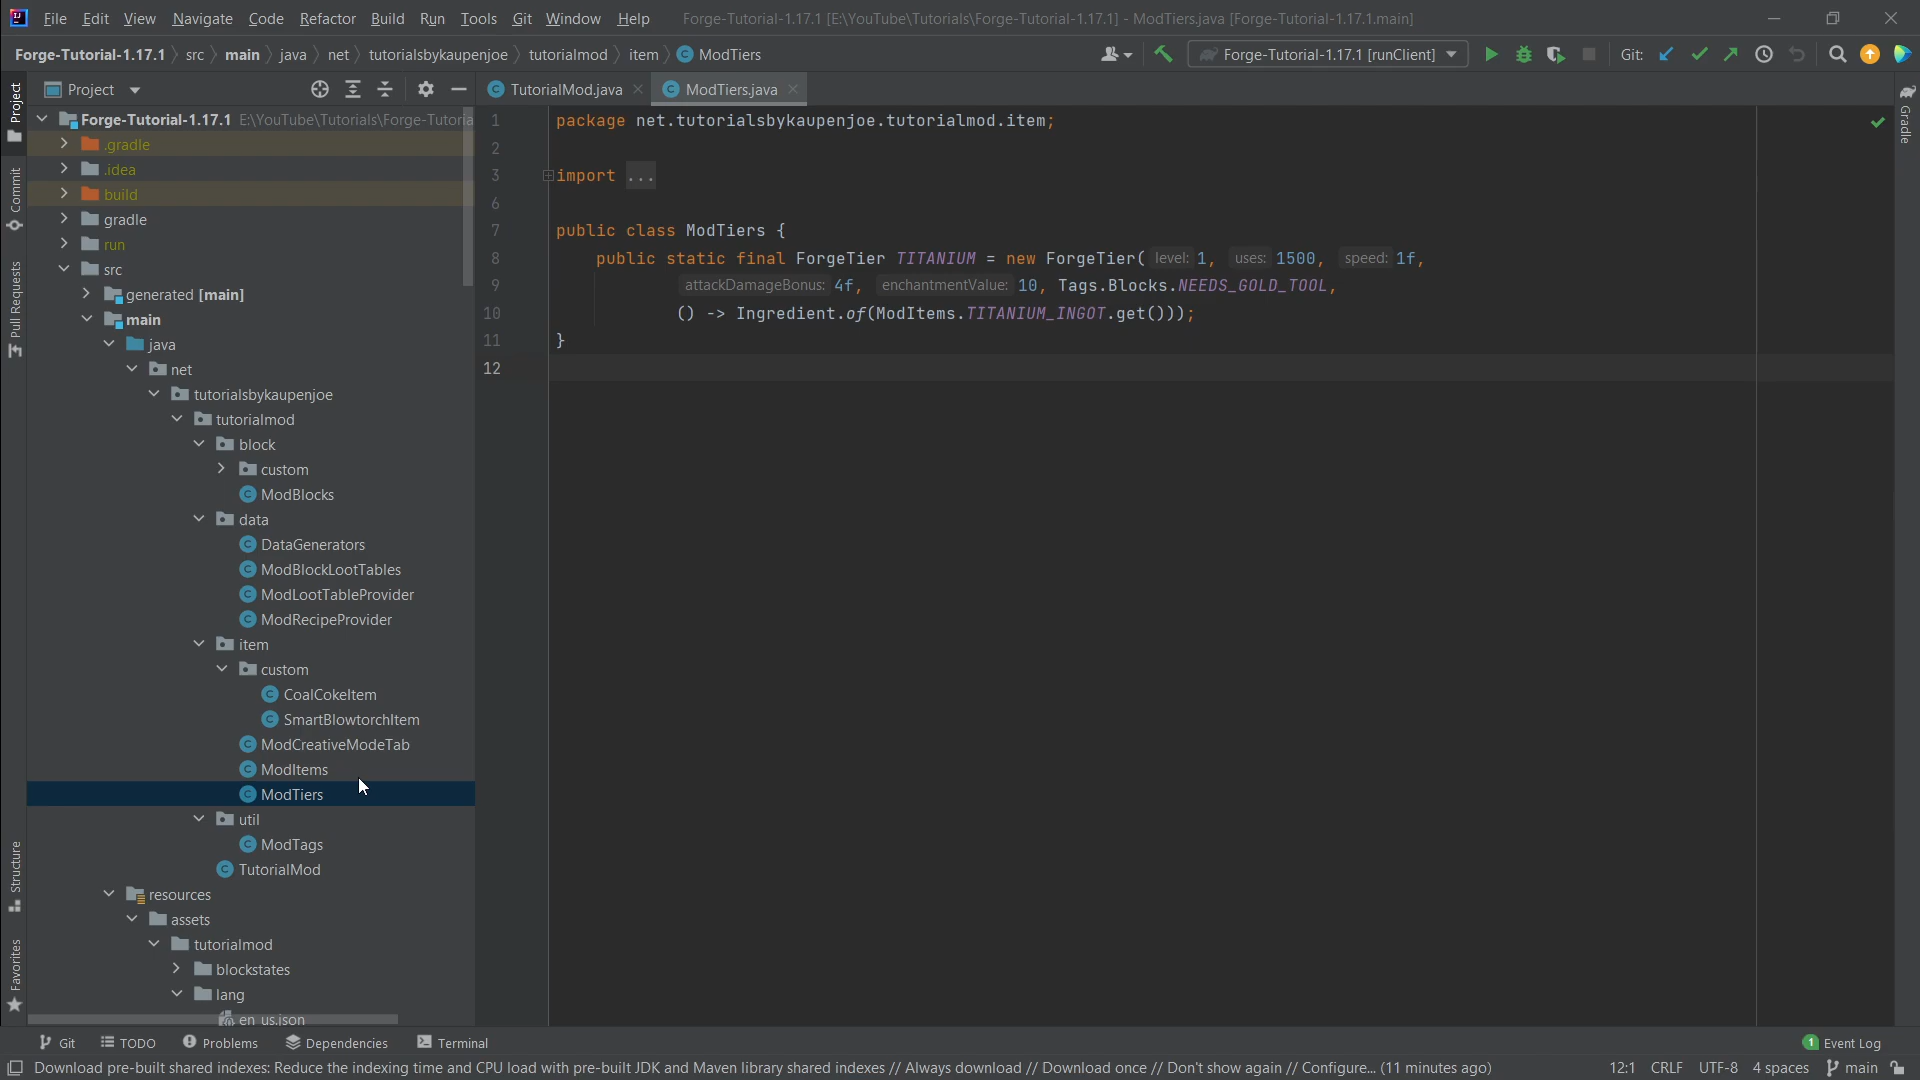 File Edit View Navigate Code Refactor Build Run Tools Git Window Help Forge-Tutorial-1.17.1 [E:\YouTube\Tutorials\Forge-Tutorial-1.17.1] - ModTiers.java [Forge-Tutorial-1.17.1.main]
Forge-Tutorial-1.17.1 src main java net tutorialsbykaupenjoe tutorialmod item ModTiers Forge-Tutorial-1.17.1 [runClient] Git:
Project TutorialMod.java ModTiers.java
Project
Commit
Pull Requests
Structure
Favorites
Gradle
Forge-Tutorial-1.17.1 E:\YouTube\Tutorials\Forge-Tutoria
.gradle
.idea
build
gradle
run
src
generated [main]
main
java
net
tutorialsbykaupenjoe
tutorialmod
block
custom
ModBlocks
data
DataGenerators
ModBlockLootTables
ModLootTableProvider
ModRecipeProvider
item
custom
CoalCokeItem
SmartBlowtorchItem
ModCreativeModeTab
ModItems
ModTiers
util
ModTags
TutorialMod
resources
assets
tutorialmod
blockstates
lang
en_us.json
1 package net.tutorialsbykaupenjoe.tutorialmod.item;
2
3 import ...
6
7 public class ModTiers {
8 public static final ForgeTier TITANIUM = new ForgeTier( level: 1, uses: 1500, speed: 1f,
9 attackDamageBonus: 4f, enchantmentValue: 10, Tags.Blocks.NEEDS_GOLD_TOOL,
10 () -> Ingredient.of(ModItems.TITANIUM_INGOT.get()));
11 }
12
Git TODO Problems Dependencies Terminal 1 Event Log
Download pre-built shared indexes: Reduce the indexing time and CPU load with pre-built JDK and Maven library shared indexes // Always download // Download once // Don't show again // Configure... (11 minutes ago) 12:1 CRLF UTF-8 4 spaces main